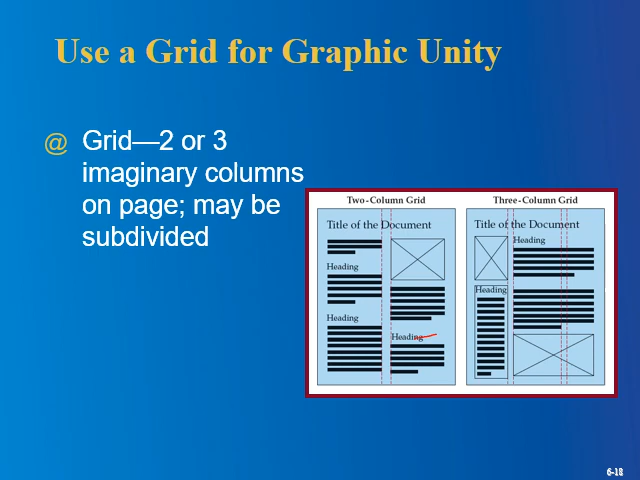 Use a Grid for Graphic Unity
@ Grid—2 or 3
imaginary columns
on page; may be
subdivided
Two-Column Grid
Title of the Document
Heading
Heading
Heading
Three-Column Grid
Title of the Document
Heading
Heading
6-18